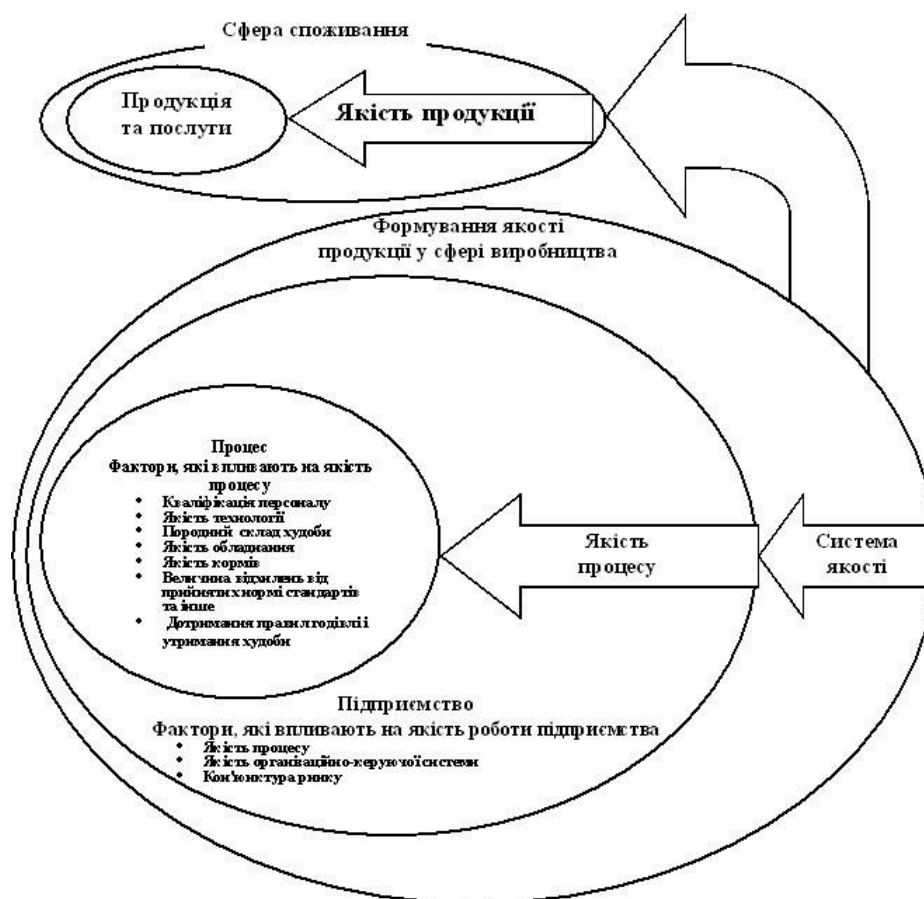 Сфера споживання
Продукція
та послуги
Якість продукції
Формування якості
продукції у сфері виробництва
Процес
Фактори, які впливають на якість
процесу
• Кваліфікація персоналу
• Якість технології
• Породний склад худоби
• Якість обладнання
• Якість кормів
• Величина відхилень від
прийнятих нормі стандартів
та інше
• Дотримання правил годівлі і
утримання худоби
Якість
процесу
Система
якості
Підприємство
Фактори, які впливають на якість роботи підприємства
• Якість процесу
• Якість організаційно-керуючої системи
• Кон'юнктура ринку